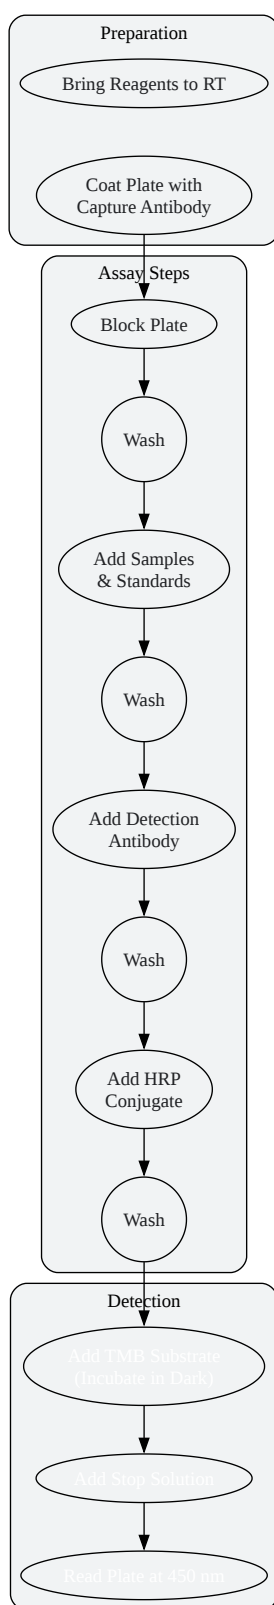 Preparation
Bring Reagents to RT
Coat Plate with
Capture Antibody
Assay Steps
Block Plate
Wash
Add Samples
& Standards
Wash
Add Detection
Antibody
Wash
Add HRP
Conjugate
Wash
Detection
Add TMB Substrate
(Incubate in Dark)
Add Stop Solution
Read Plate at 450 nm